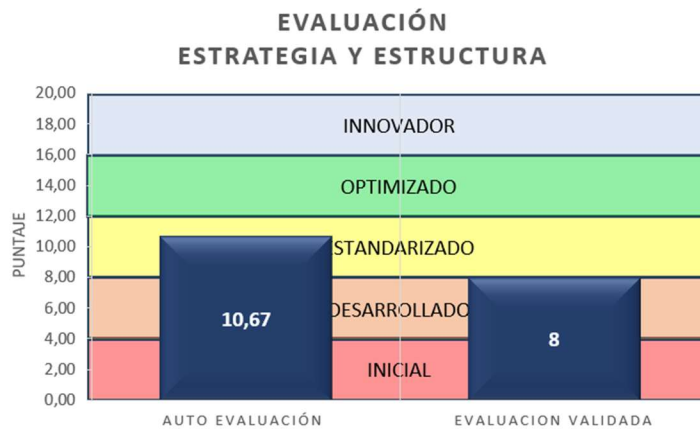 EVALUACIÓN
ESTRATEGIA Y ESTRUCTURA
20,00
18,00
INNOVADOR
16,00
14,00
OPTIMIZADO
12,00
10,00
STANDARIZADO
8,00
6,00
DESARROLLADO
4,00
2,00
INICIAL
0,00
PUNTAJE
10,67
8
AUTO EVALUACIÓN
EVALUACION VALIDADA